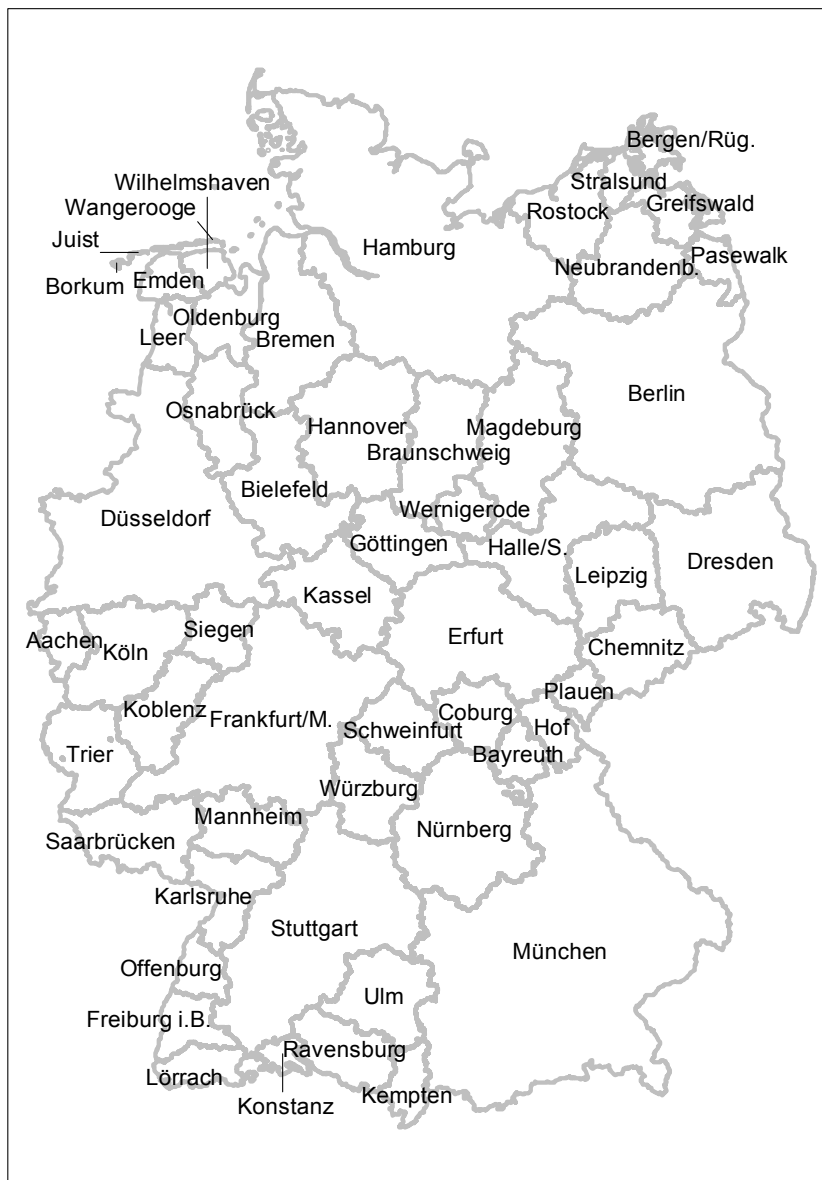 Bergen/Rüg.
Wilhelmshaven
Stralsund
Wangerooge
Greifswald
Rostock
Juist
Hamburg
Pasewalk
Neubrandenb.
Borkum
Emden
Oldenburg
Leer
Bremen
Berlin
Osnabrück
Hannover
Magdeburg
Braunschweig
Bielefeld
Wernigerode
Düsseldorf
Göttingen
Halle/S.
Dresden
Leipzig
Kassel
Siegen
Erfurt
Aachen
Köln
Chemnitz
Plauen
Koblenz
Coburg
Frankfurt/M.
Hof
Schweinfurt
Trier
Bayreuth
Würzburg
Mannheim
Nürnberg
Saarbrücken
Karlsruhe
Stuttgart
München
Offenburg
Ulm
Freiburg i.B.
Ravensburg
Lörrach
Kempten
Konstanz